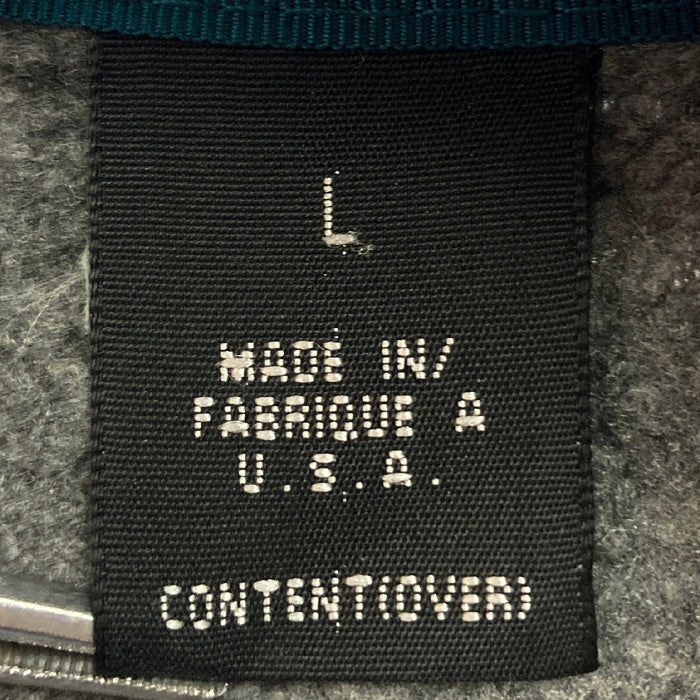 L
MADE IN/
FABRIQUE A
U.S.A.
CONTENT(OVER)